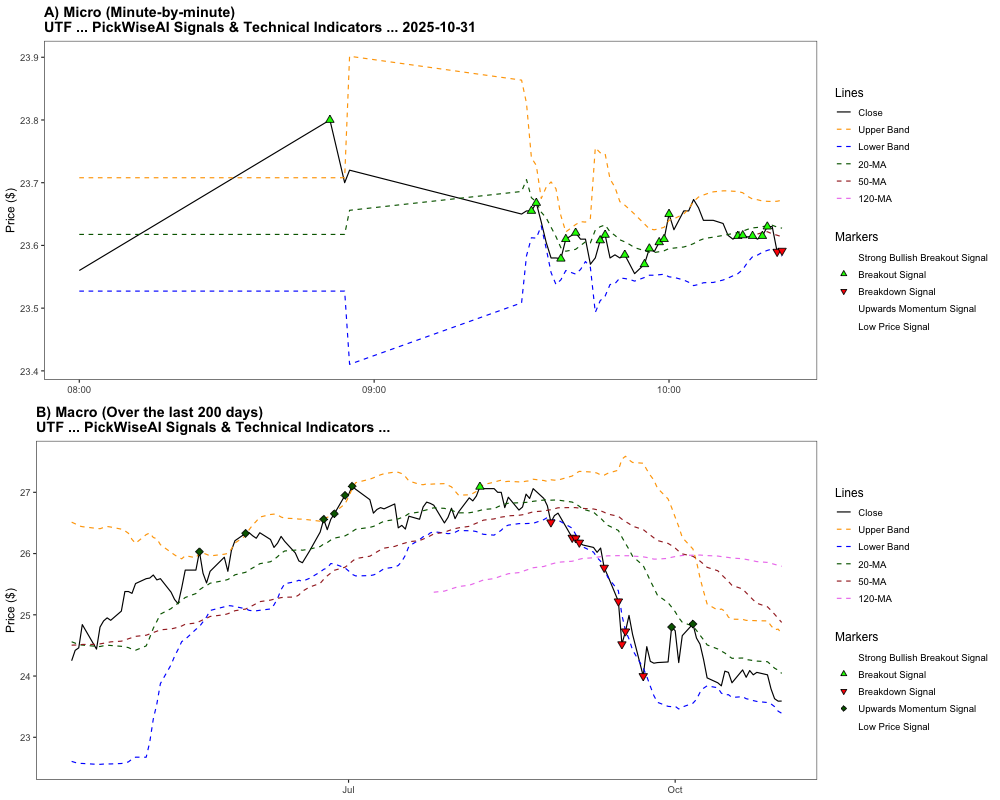 A) Micro (Minute-by-minute)
UTF ... PickWiseAI Signals & Technical Indicators ... 2025-10-31
Price ($)
23.9
23.8
23.7
23.6
23.5
23.4
08:00
09:00
10:00
Lines
Close
Upper Band
Lower Band
20-MA
50-MA
120-MA
Markers
Strong Bullish Breakout Signal
Breakout Signal
Breakdown Signal
Upwards Momentum Signal
Low Price Signal
B) Macro (Over the last 200 days)
UTF ... PickWiseAI Signals & Technical Indicators ...
Price ($)
27
26
25
24
23
Jul
Oct
Lines
Close
Upper Band
Lower Band
20-MA
50-MA
120-MA
Markers
Strong Bullish Breakout Signal
Breakout Signal
Breakdown Signal
Upwards Momentum Signal
Low Price Signal